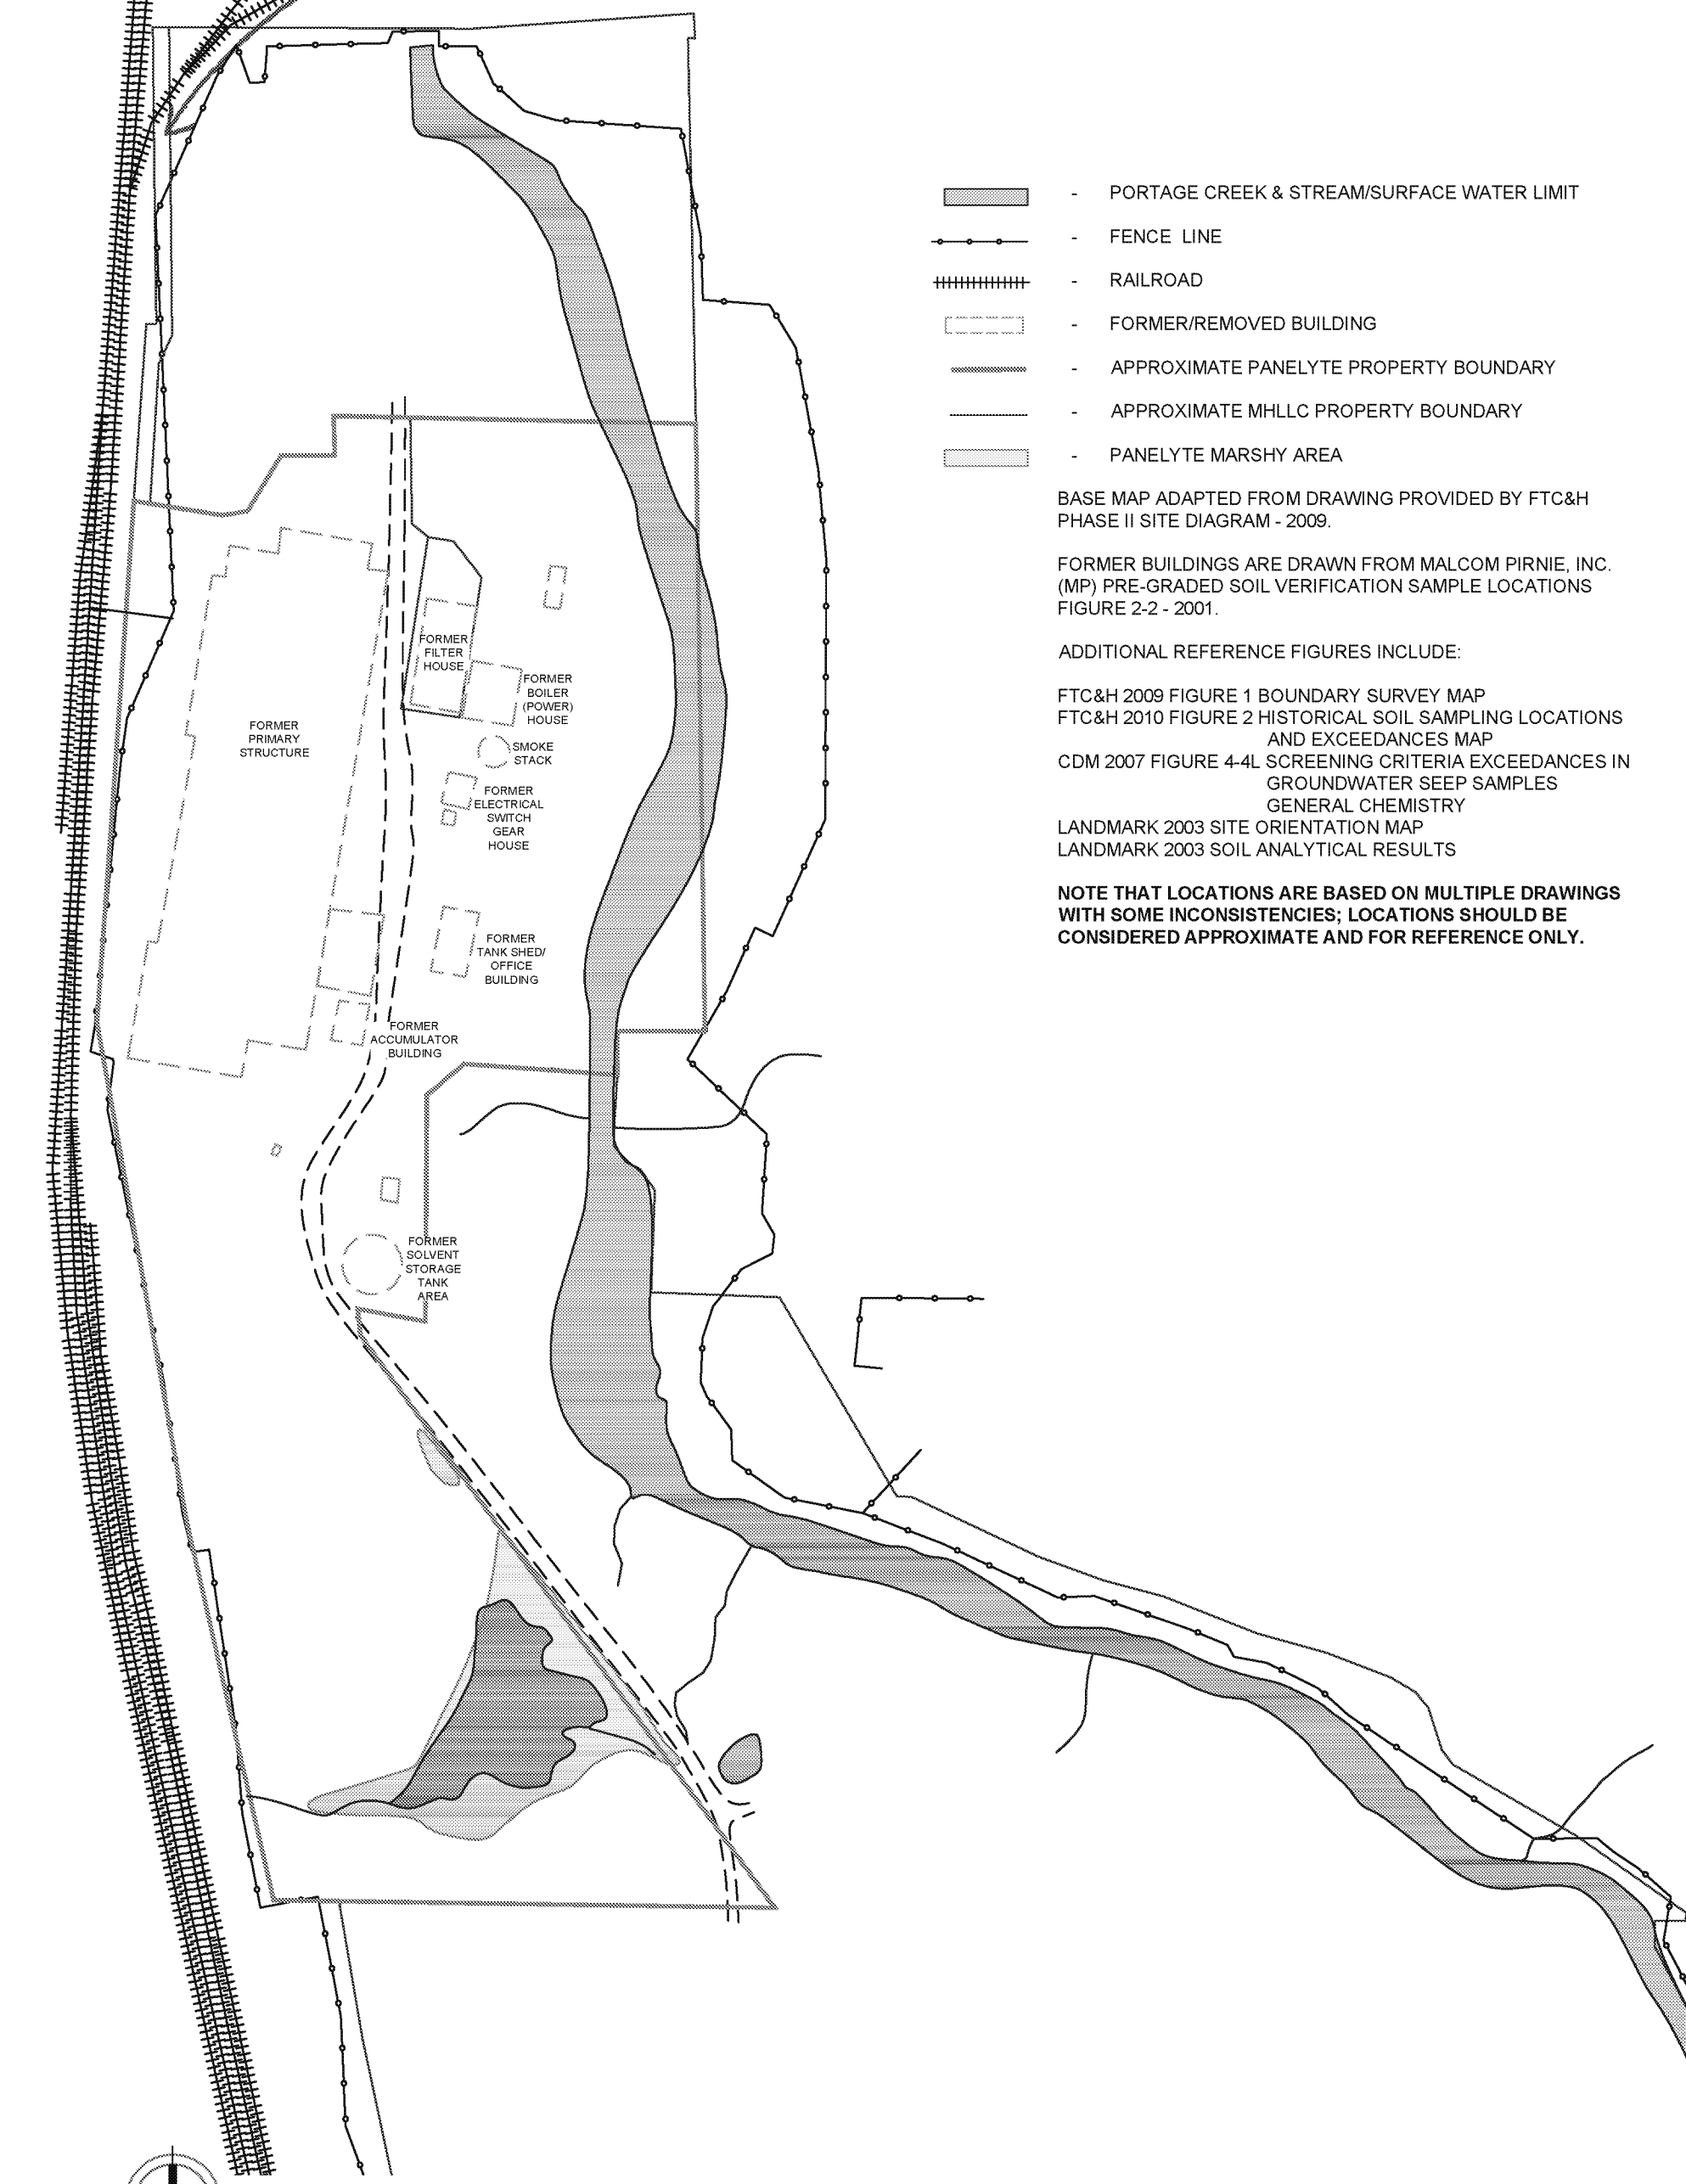 - PORTAGE CREEK & STREAM/SURFACE WATER LIMIT
- FENCE LINE
- RAILROAD
- FORMER/REMOVED BUILDING
- APPROXIMATE PANELYTE PROPERTY BOUNDARY
- APPROXIMATE MHLLC PROPERTY BOUNDARY
- PANELYTE MARSHY AREA
BASE MAP ADAPTED FROM DRAWING PROVIDED BY FTC&H
PHASE II SITE DIAGRAM - 2009.
FORMER BUILDINGS ARE DRAWN FROM MALCOM PIRNIE, INC.
(MP) PRE-GRADED SOIL VERIFICATION SAMPLE LOCATIONS
FIGURE 2-2 - 2001.
ADDITIONAL REFERENCE FIGURES INCLUDE:
FTC&H 2009 FIGURE 1 BOUNDARY SURVEY MAP
FTC&H 2010 FIGURE 2 HISTORICAL SOIL SAMPLING LOCATIONS
AND EXCEEDANCES MAP
CDM 2007 FIGURE 4-4L SCREENING CRITERIA EXCEEDANCES IN
GROUNDWATER SEEP SAMPLES
GENERAL CHEMISTRY
LANDMARK 2003 SITE ORIENTATION MAP
LANDMARK 2003 SOIL ANALYTICAL RESULTS
NOTE THAT LOCATIONS ARE BASED ON MULTIPLE DRAWINGS
WITH SOME INCONSISTENCIES; LOCATIONS SHOULD BE
CONSIDERED APPROXIMATE AND FOR REFERENCE ONLY.
FORMER
FILTER
HOUSE
FORMER
BOILER
(POWER)
HOUSE
FORMER
PRIMARY
STRUCTURE
SMOKE
STACK
FORMER
ELECTRICAL
SWITCH
GEAR
HOUSE
FORMER
TANK SHED/
OFFICE
BUILDING
FORMER
ACCUMULATOR
BUILDING
FORMER
SOLVENT
STORAGE
TANK
AREA